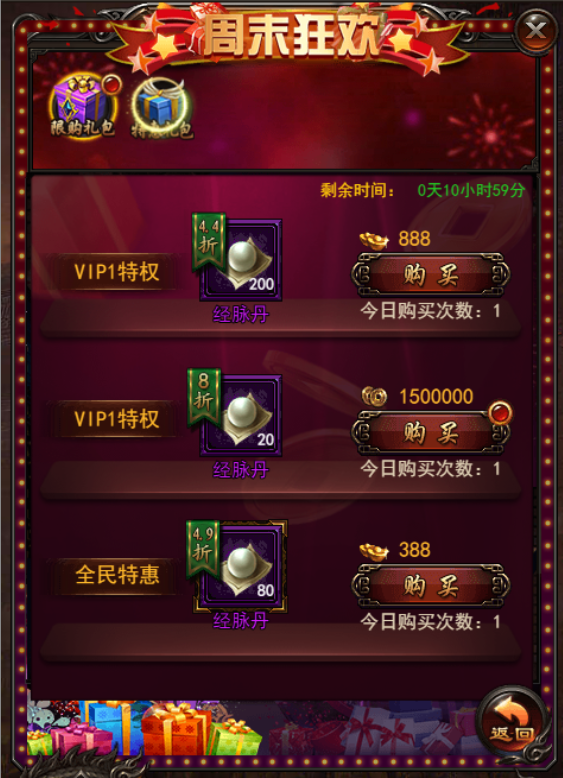 周末狂欢
限购礼包
特惠礼包
剩余时间： 0天10小时59分
4.4折
888
VIP1特权
200
购买
经脉丹
今日购买次数：1
8折
1500000
VIP1特权
20
购买
经脉丹
今日购买次数：1
4.9折
388
全民特惠
80
购买
经脉丹
今日购买次数：1
返回